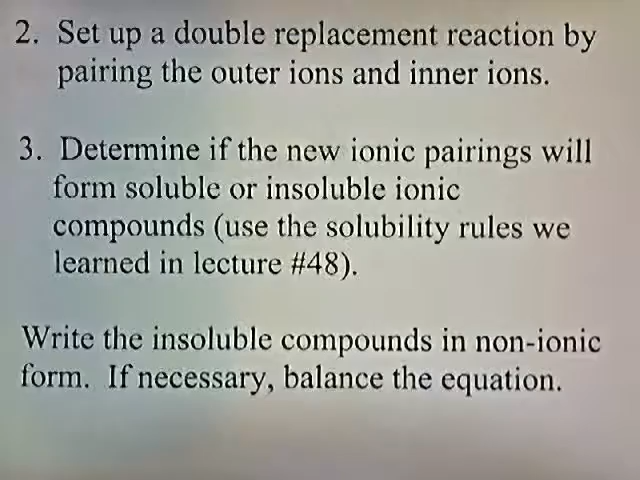 2. Set up a double replacement reaction by
pairing the outer ions and inner ions.
3. Determine if the new ionic pairings will
form soluble or insoluble ionic
compounds (use the solubility rules we
learned in lecture #48).
Write the insoluble compounds in non-ionic
form. If necessary, balance the equation.